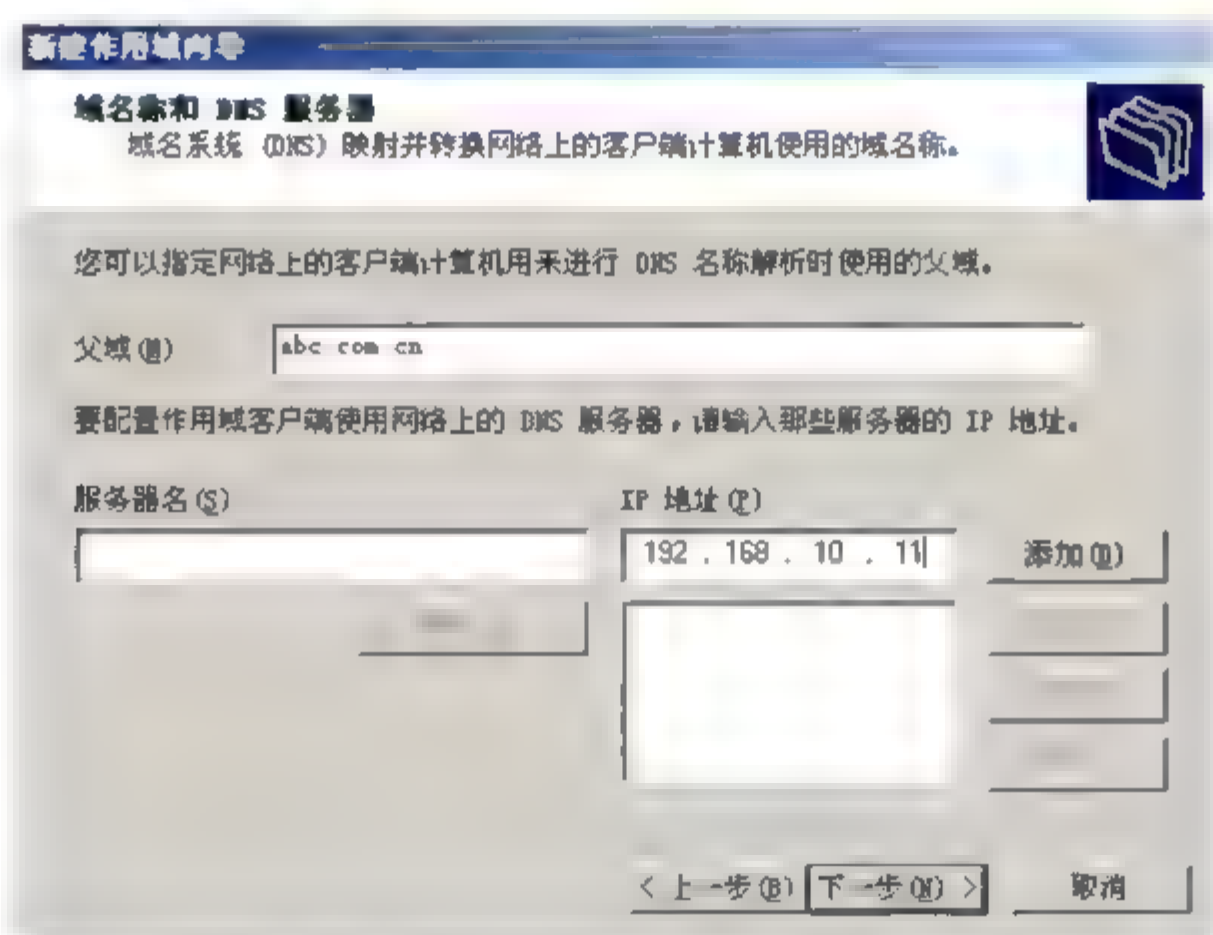 新建作用域向导
域名称和 DNS 服务器
域名系统 (DNS) 映射并转换网络上的客户端计算机使用的域名称。
您可以指定网络上的客户端计算机用来进行 DNS 名称解析时使用的父域。
父域(M)
abc com cn
要配置作用域客户端使用网络上的 DNS 服务器，请输入那些服务器的 IP 地址。
服务器名(S)
IP 地址(P)
192 . 168 . 10 . 11
添加(D)
< 上一步(B)
下一步(N) >
取消